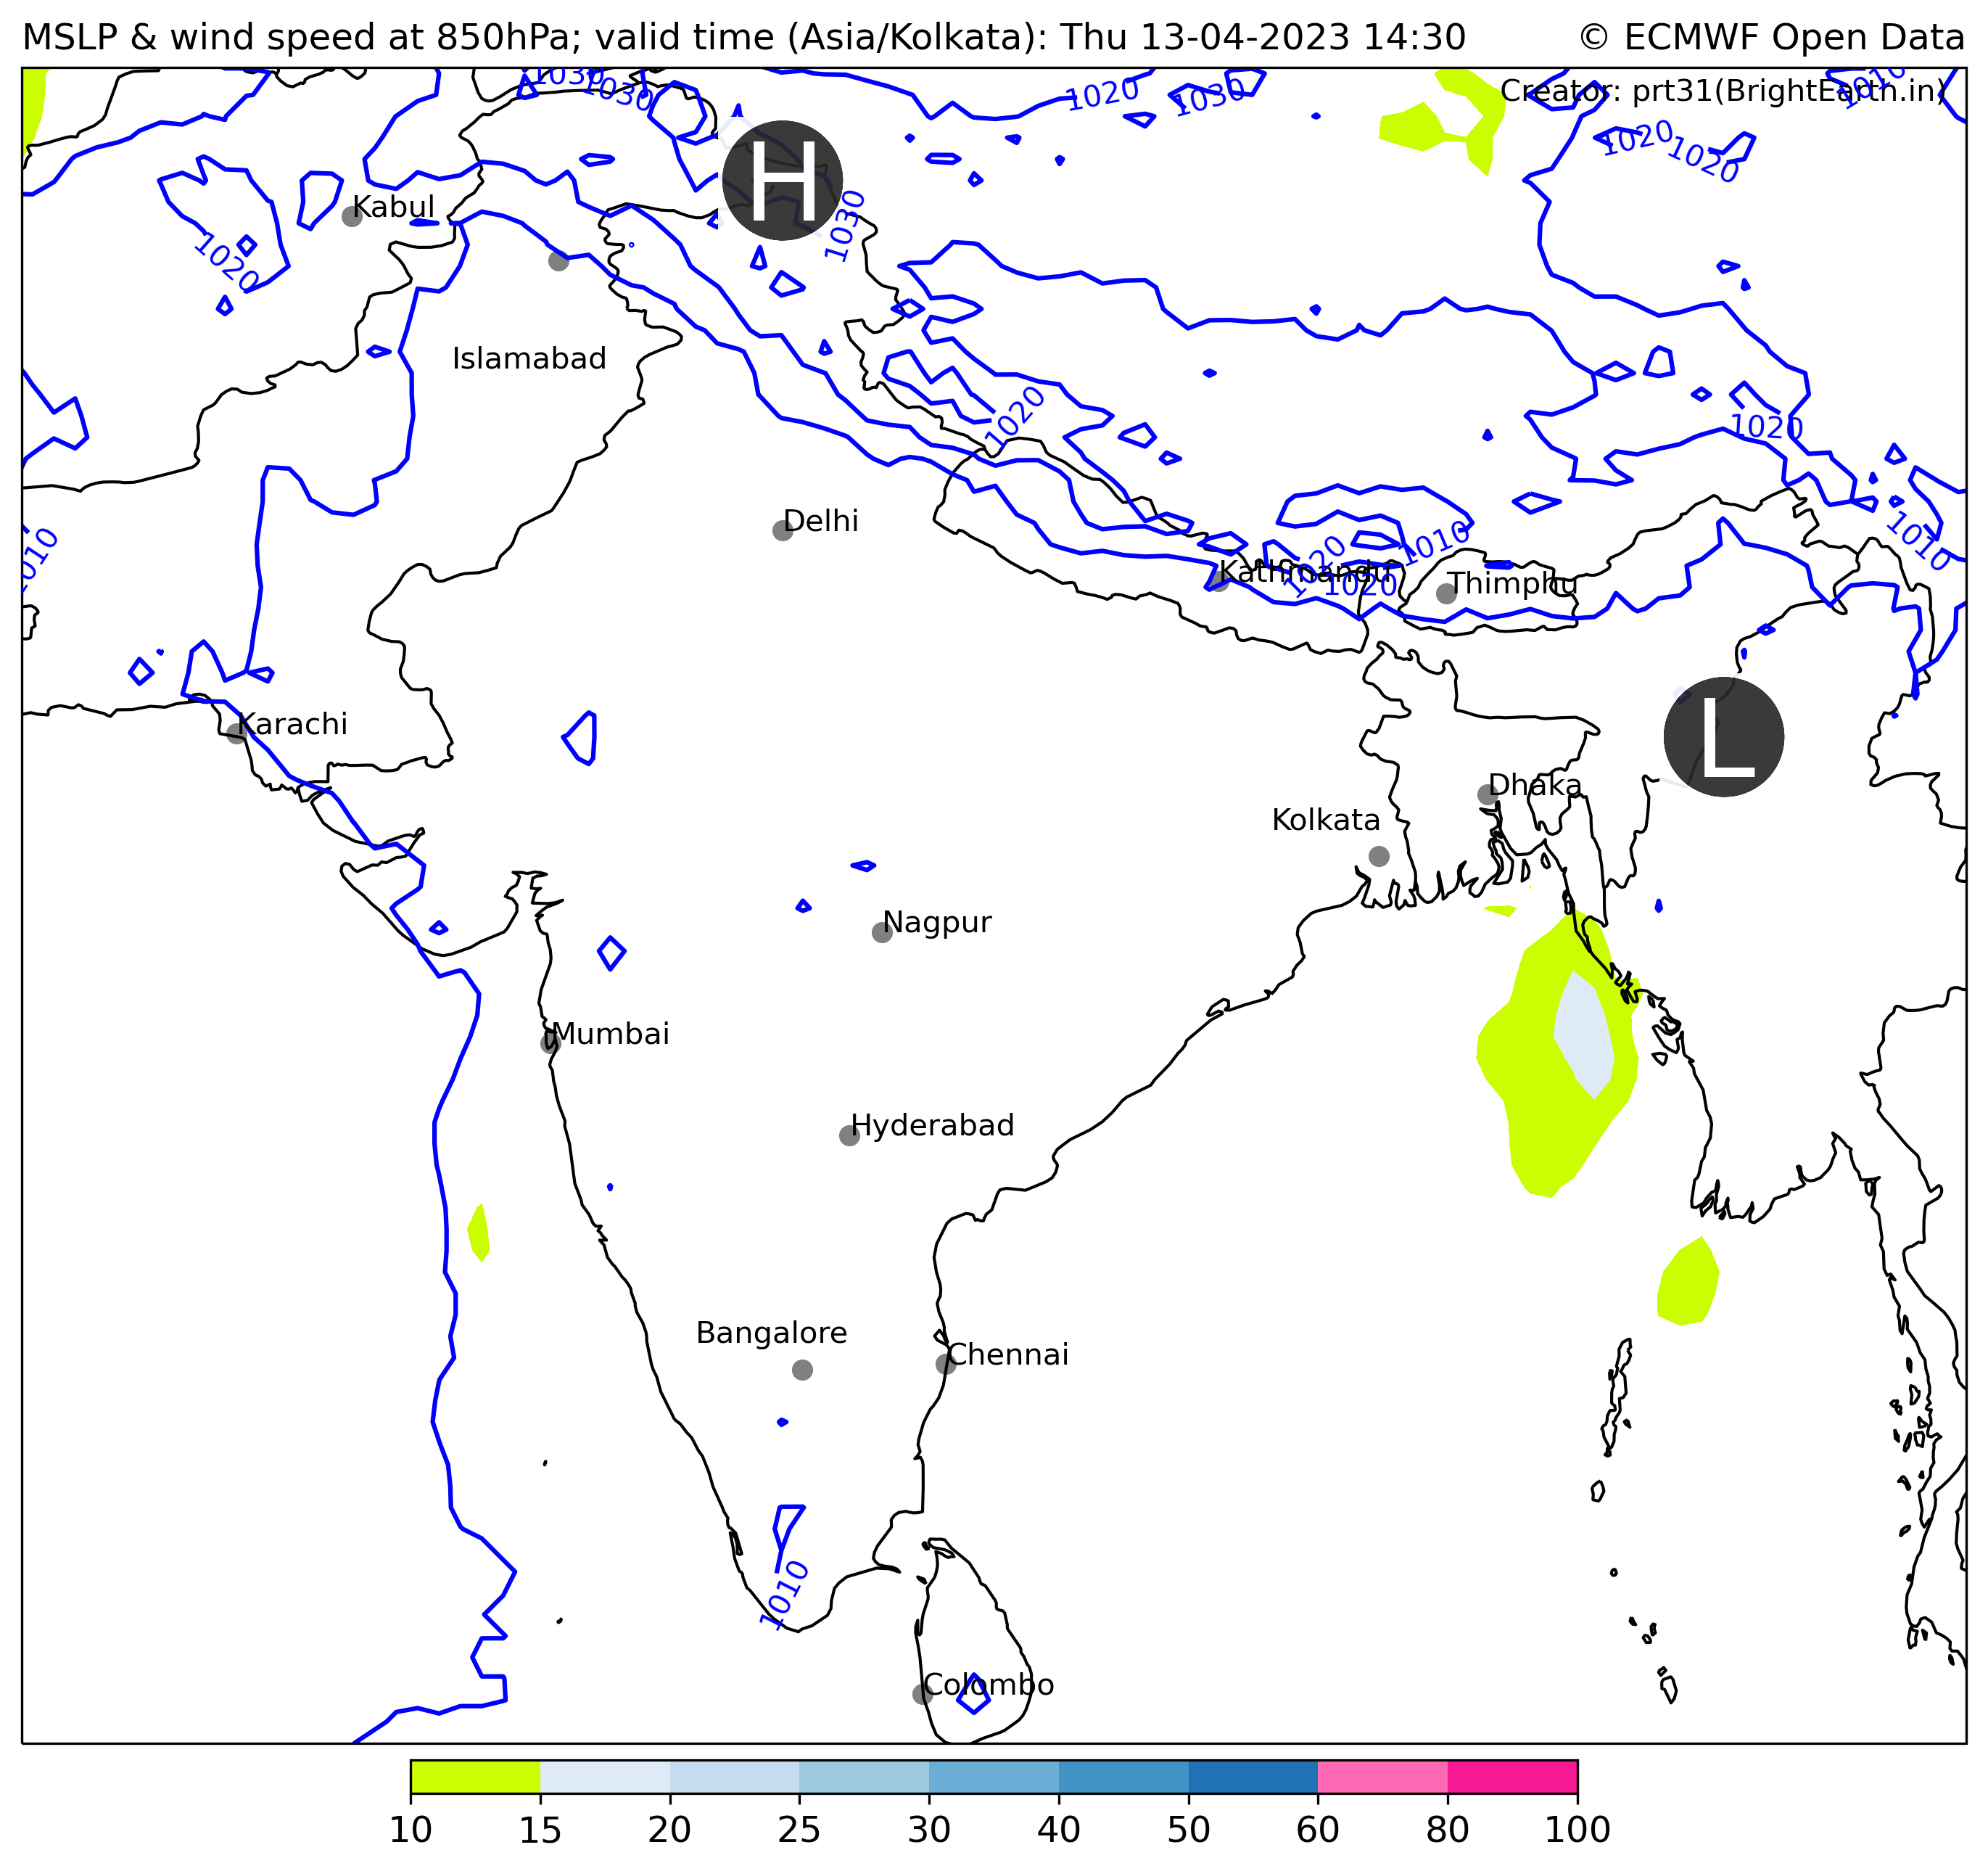 MSLP & wind speed at 850hPa; valid time (Asia/Kolkata): Thu 13-04-2023 14:30
© ECMWF Open Data
Creator: prt31(BrightEarth.in)
1030
1030
1020
1030
1010
1020
1020
H
1030
Kabul
1020
Islamabad
1020
1020
Delhi
1010
1010
1010
1020
Kathmandu
1020
Thimphu
L
Karachi
Dhaka
Kolkata
Nagpur
Mumbai
Hyderabad
Bangalore
Chennai
1010
Colombo
10 15 20 25 30 40 50 60 80 100